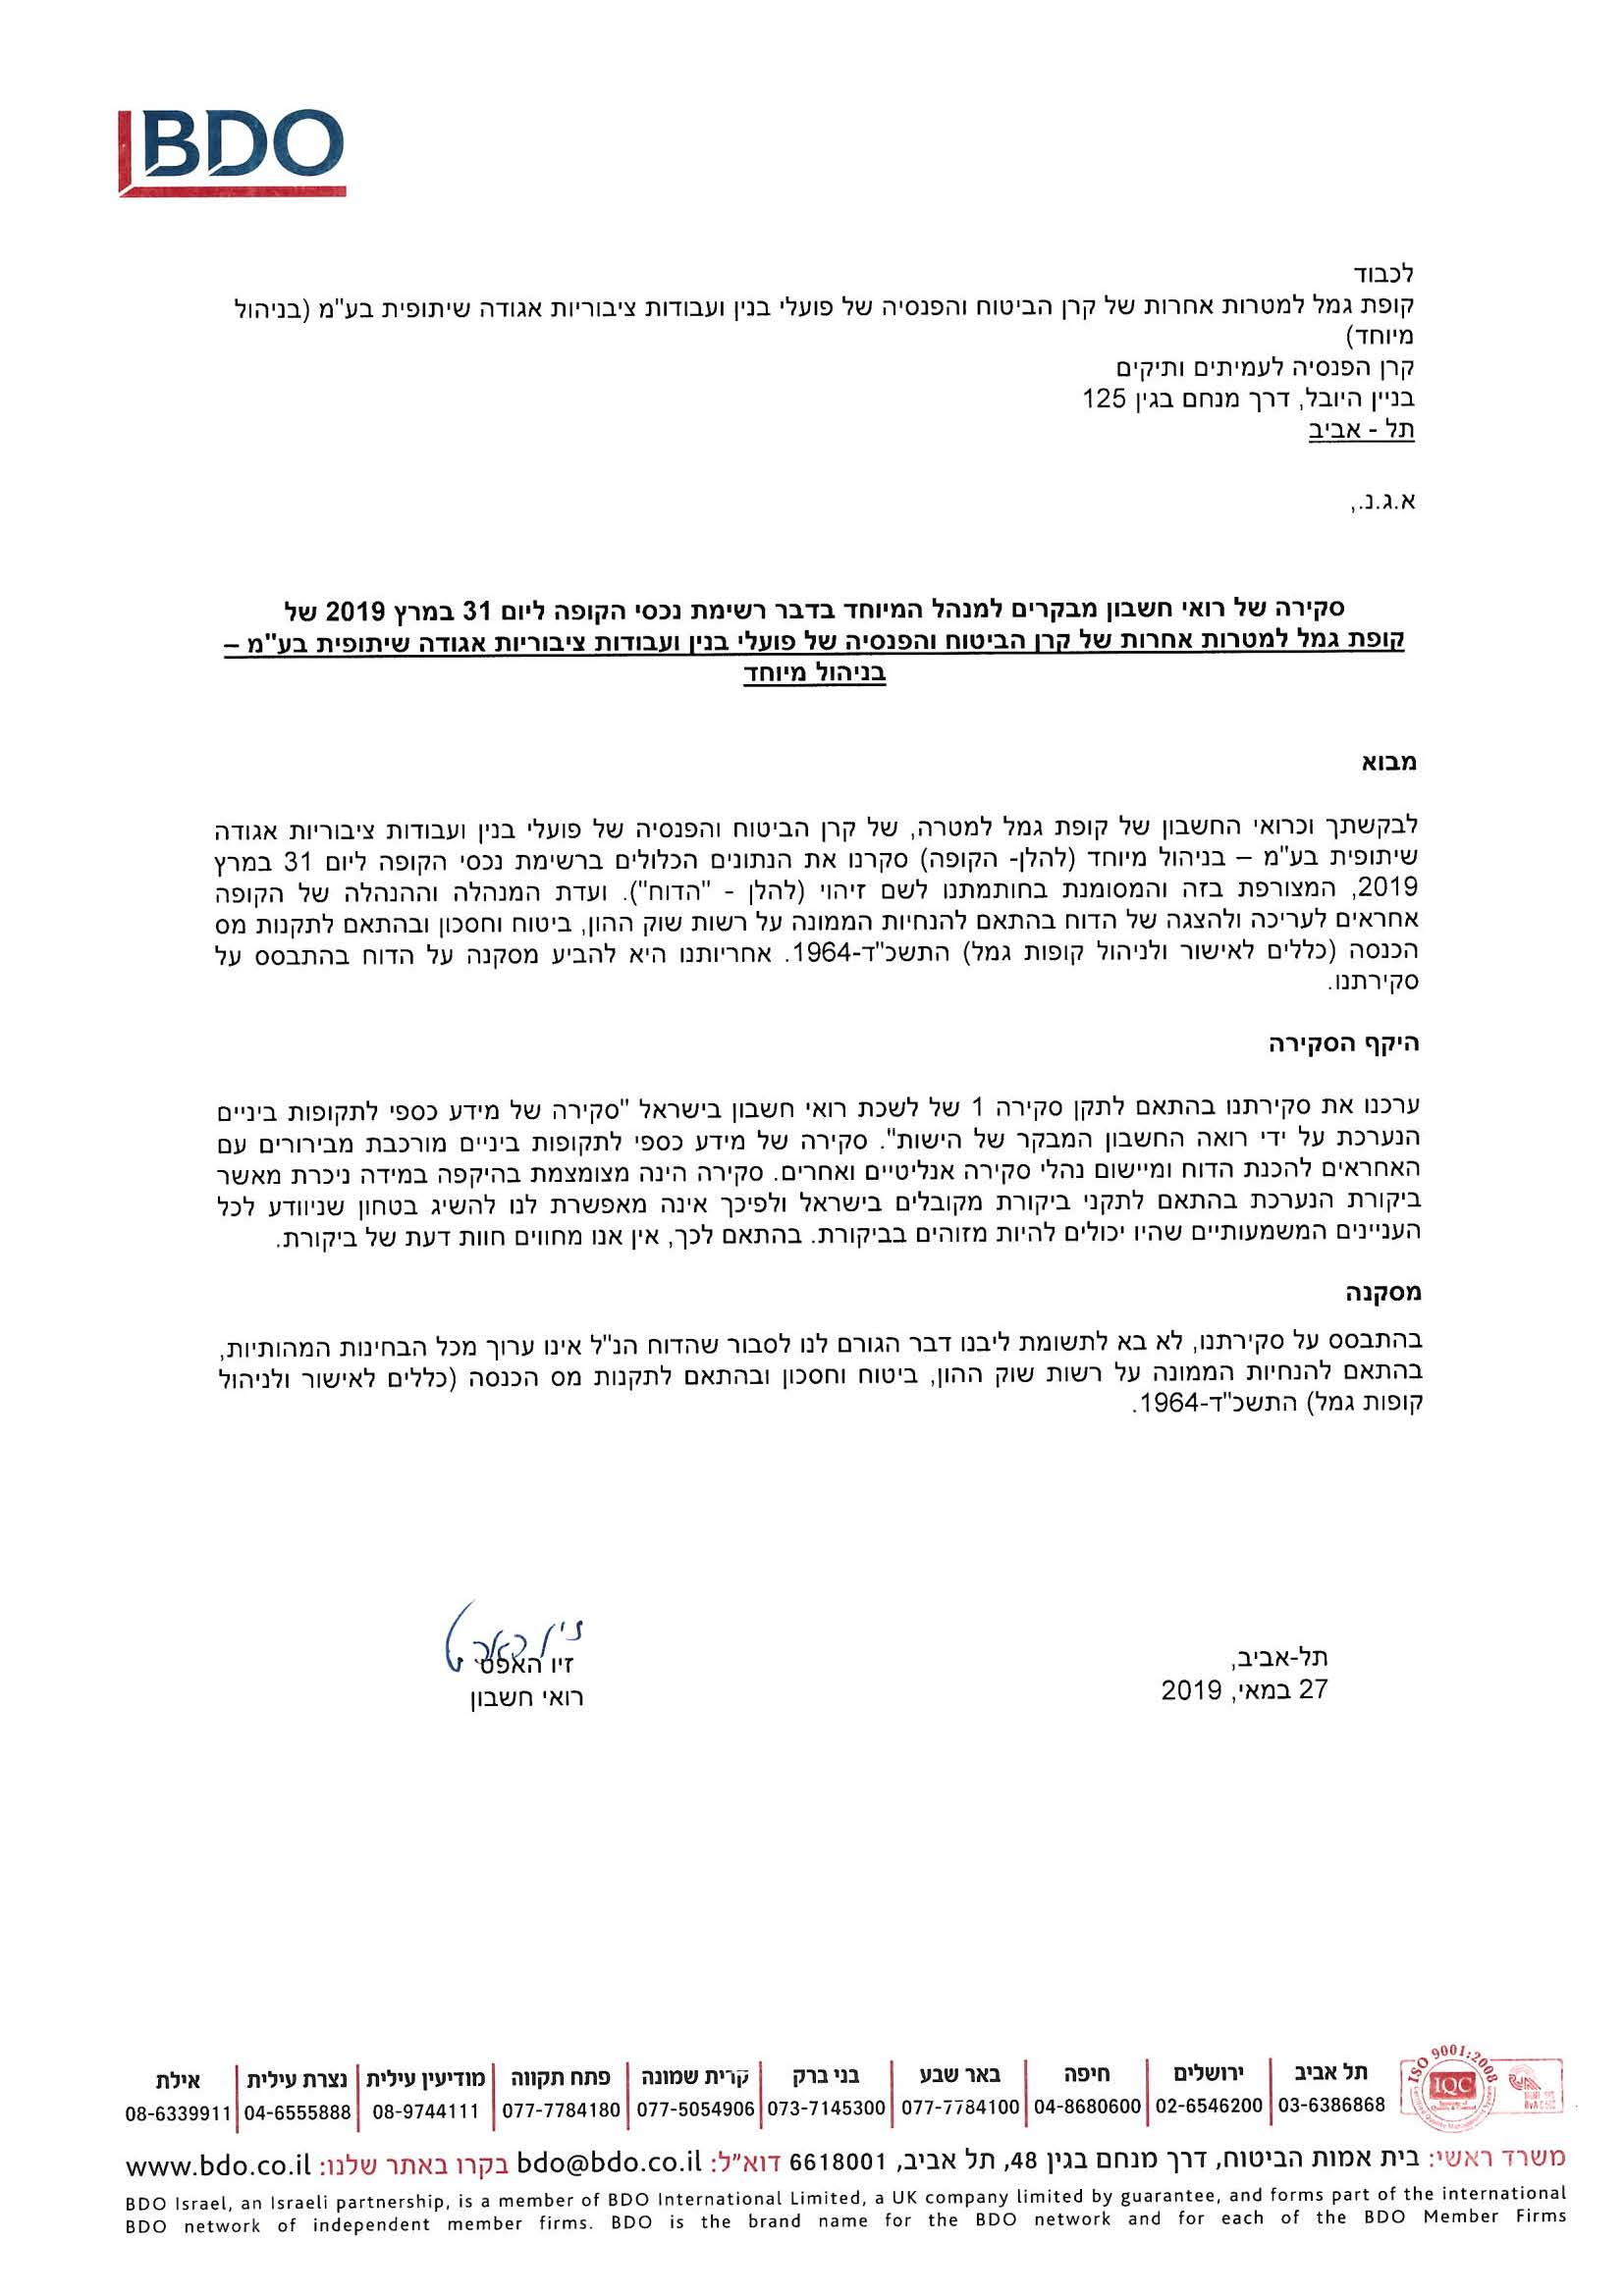 BDO
לכבוד
קופת גמל למטרות אחרות של קרן הביטוח והפנסיה של פועלי בנין ועבודות ציבוריות אגודה שיתופית בע"מ (בניהול
מיוחד)
קרן הפנסיה לעמיתים ותיקים
בניין היובל, דרך מנחם בגין 125
תל - אביב
א.ג.נ.,
סקירה של רואי חשבון מבקרים למנהל המיוחד בדבר רשימת נכסי הקופה ליום 31 במרץ 2019 של
קופת גמל למטרות אחרות של קרן הביטוח והפנסיה של פועלי בנין ועבודות ציבוריות אגודה שיתופית בע"מ –
בניהול מיוחד
מבוא
לבקשתך וכרואי החשבון של קופת גמל למטרה, של קרן הביטוח והפנסיה של פועלי בנין ועבודות ציבוריות אגודה
שיתופית בע"מ – בניהול מיוחד (להלן- הקופה) סקרנו את הנתונים הכלולים ברשימת נכסי הקופה ליום 31 במרץ
2019, המצורפת בזה והמסומנת בחותמתנו לשם זיהוי (להלן - "הדוח"). ועדת המנהלה וההנהלה של הקופה
אחראים לעריכה ולהצגה של הדוח בהתאם להנחיות הממונה על רשות שוק ההון, ביטוח וחסכון ובהתאם לתקנות מס
הכנסה (כללים לאישור ולניהול קופות גמל) התשכ"ד-1964. אחריותנו היא להביע מסקנה על הדוח בהתבסס על
סקירתנו.
היקף הסקירה
ערכנו את סקירתנו בהתאם לתקן סקירה 1 של לשכת רואי חשבון בישראל "סקירה של מידע כספי לתקופות ביניים
הנערכת על ידי רואה החשבון המבקר של הישות". סקירה של מידע כספי לתקופות ביניים מורכבת מבירורים עם
האחראים להכנת הדוח ומיישום נהלי סקירה אנליטיים ואחרים. סקירה הינה מצומצמת בהיקפה במידה ניכרת מאשר
ביקורת הנערכת בהתאם לתקני ביקורת מקובלים בישראל ולפיכך אינה מאפשרת לנו להשיג בטחון שניוודע לכל
העניינים המשמעותיים שהיו יכולים להיות מזוהים בביקורת. בהתאם לכך, אין אנו מחווים חוות דעת של ביקורת.
מסקנה
בהתבסס על סקירתנו, לא בא לתשומת ליבנו דבר הגורם לנו לסבור שהדוח הנ"ל אינו ערוך מכל הבחינות המהותיות,
בהתאם להנחיות הממונה על רשות שוק ההון, ביטוח וחסכון ובהתאם לתקנות מס הכנסה (כללים לאישור ולניהול
קופות גמל) התשכ"ד-1964.
תל-אביב,
27 במאי, 2019
זיו האפט
רואי חשבון
ISO 9001:2008
IQC
תל אביב | ירושלים | חיפה | באר שבע | בני ברק | קרית שמונה | פתח תקווה | מודיעין עילית | נצרת עילית | אילת
03-6386868 | 02-6546200 | 04-8680600 | 077-7784100 | 073-7145300 | 077-5054906 | 077-7784180 | 08-9744111 | 04-6555888 | 08-6339911
משרד ראשי: בית אמות הביטוח, דרך מנחם בגין 48, תל אביב, 6618001 דוא"ל: bdo@bdo.co.il בקרו באתר שלנו: www.bdo.co.il
BDO Israel, an Israeli partnership, is a member of BDO International Limited, a UK company limited by guarantee, and forms part of the international
BDO network of independent member firms. BDO is the brand name for the BDO network and for each of the BDO Member Firms